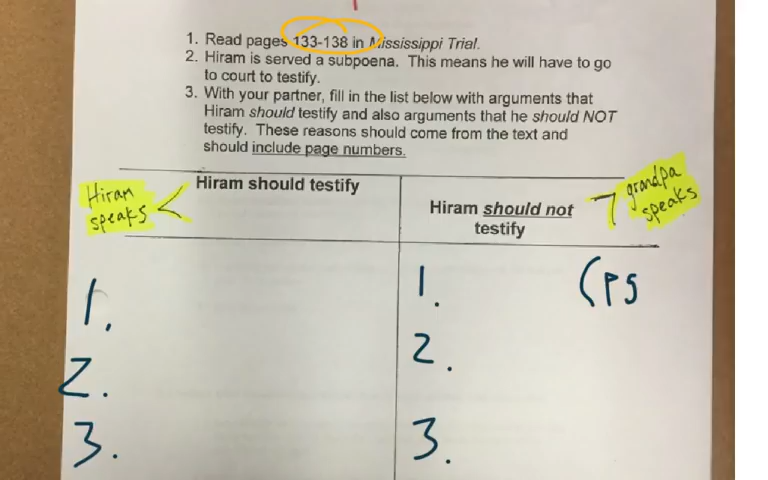 1. Read pages 133-138 in Mississippi Trial.
2. Hiram is served a subpoena. This means he will have to go
to court to testify.
3. With your partner, fill in the list below with arguments that
Hiram should testify and also arguments that he should NOT
testify. These reasons should come from the text and
should include page numbers.
Hiram
speaks
Hiram should testify
Hiram should not
testify
grandpa
speaks
1.
2.
3.
1. (pg
2.
3.